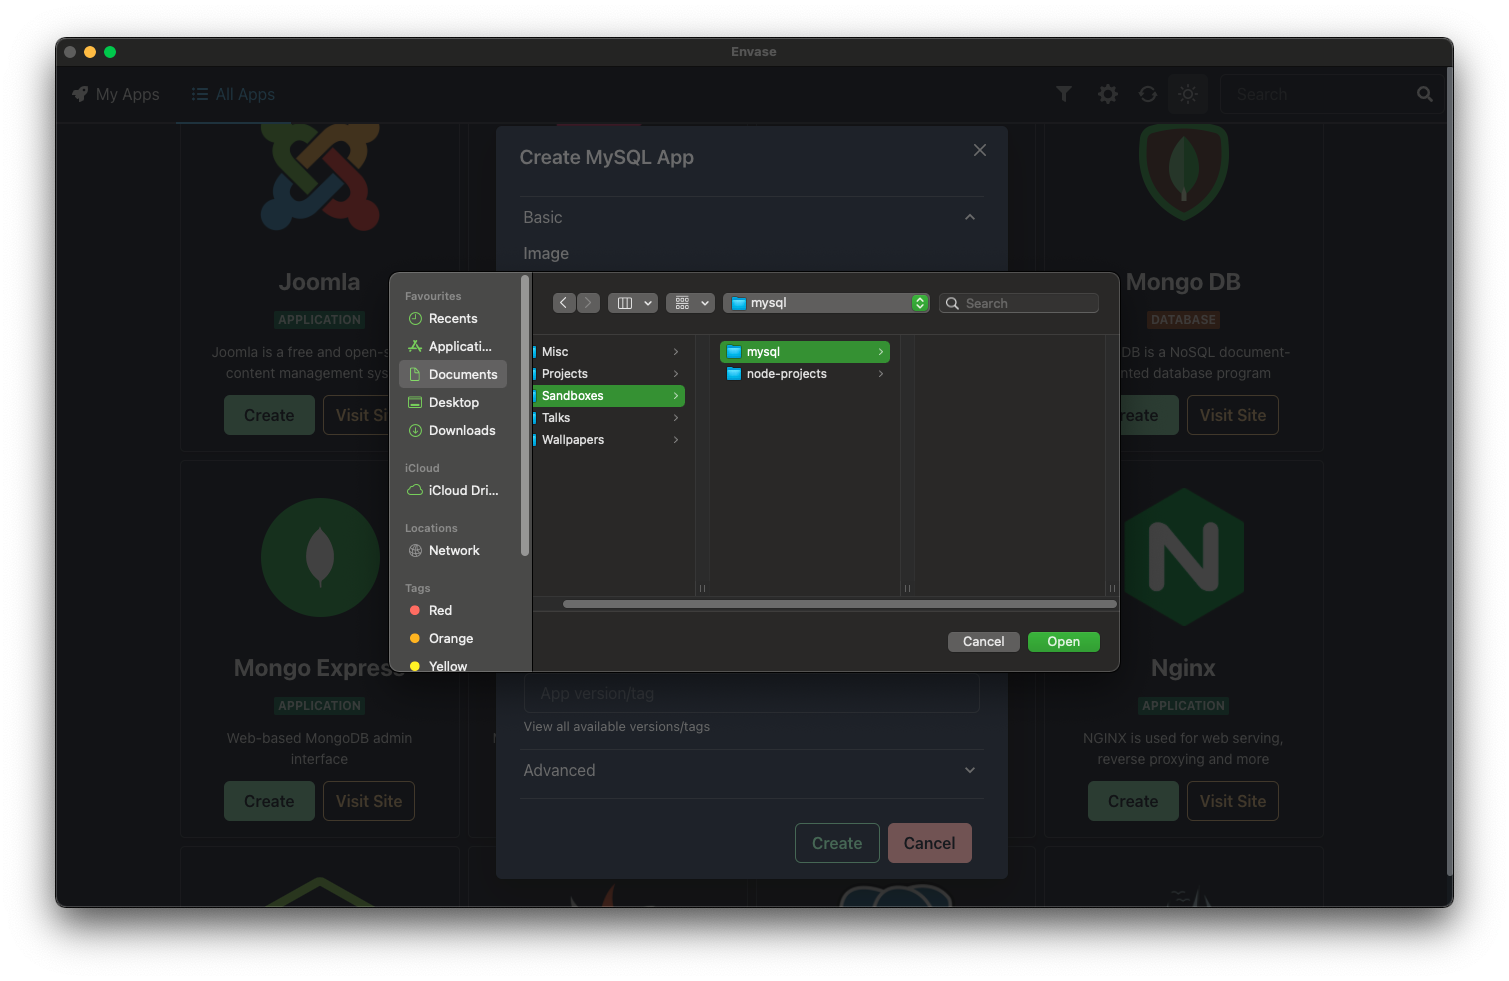 Envase
My Apps
All Apps
Search
Create MySQL App
Basic
Image
Joomla
APPLICATION
Joomla is a free and open-s
content management sys
Create
Visit Si
Mongo DB
DATABASE
DB is a NoSQL document-
nted database program
reate
Visit Site
Favourites
Recents
Applicati...
Documents
Desktop
Downloads
iCloud
iCloud Dri...
Locations
Network
Tags
Red
Orange
Yellow
mysql
Search
Misc
Projects
Sandboxes
Talks
Wallpapers
mysql
node-projects
Cancel
Open
Mongo Express
APPLICATION
Web-based MongoDB admin
interface
Create
Visit Site
App version/tag
View all available versions/tags
Advanced
Create
Cancel
Nginx
APPLICATION
NGINX is used for web serving,
reverse proxying and more
Create
Visit Site